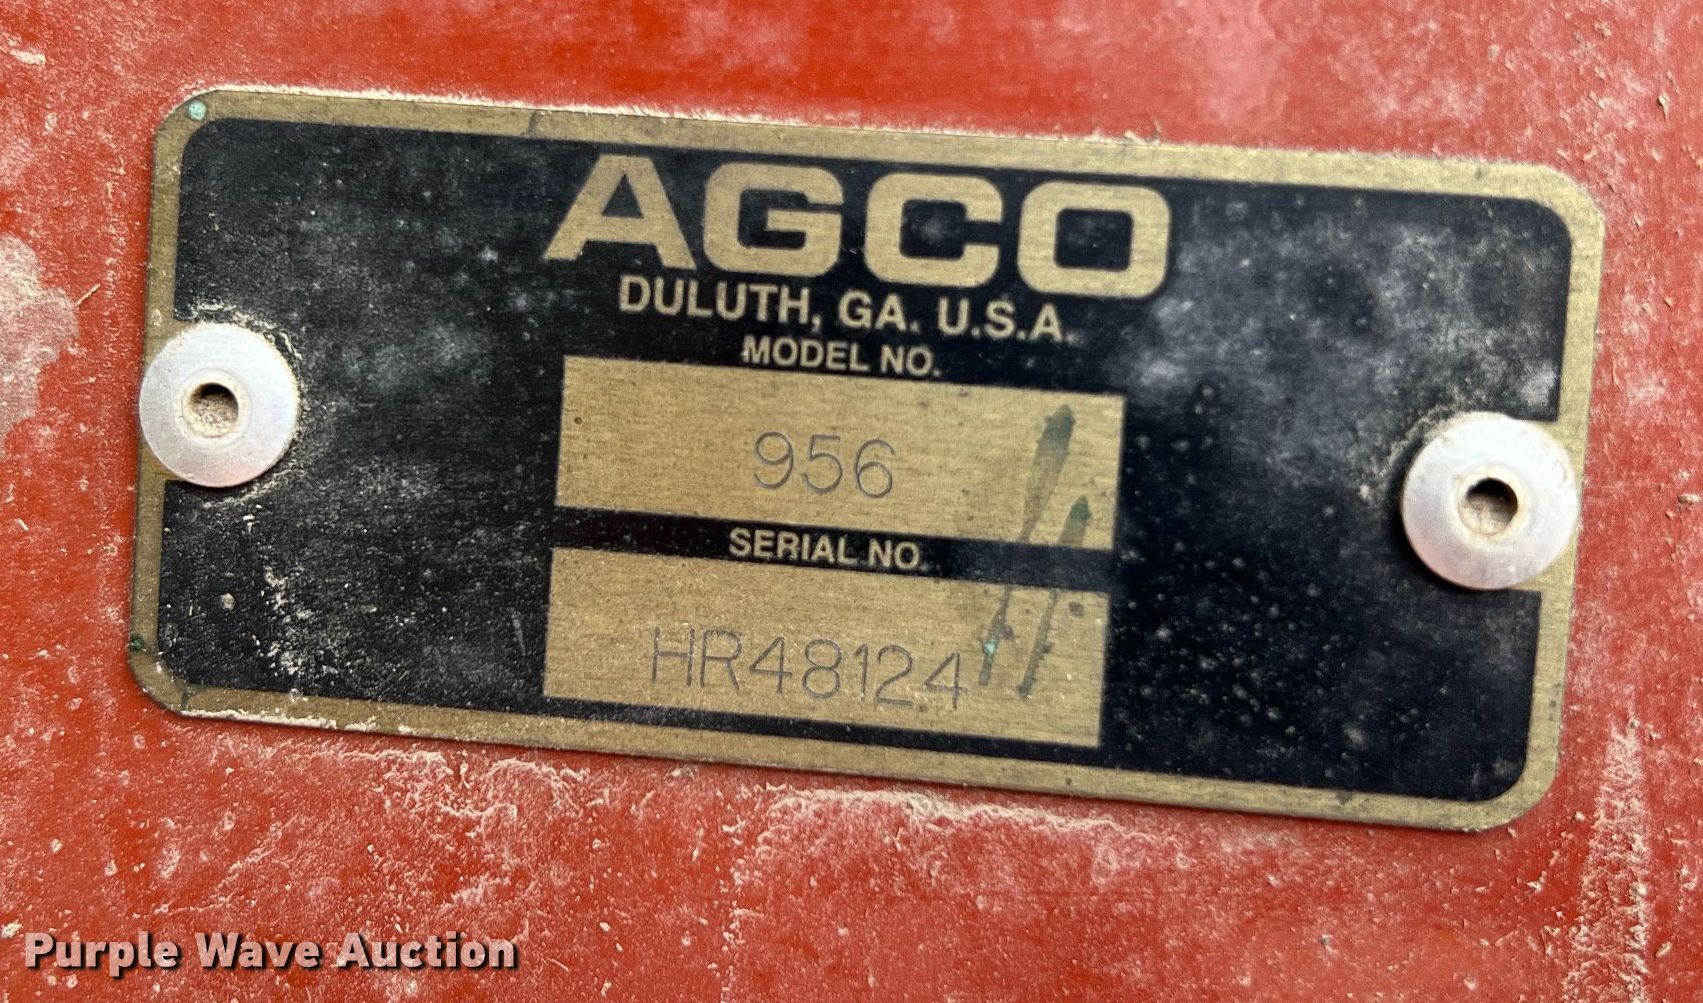 AGCO
DULUTH, GA. U.S.A.
MODEL NO.
956
SERIAL NO.
HR48124
Purple Wave Auction